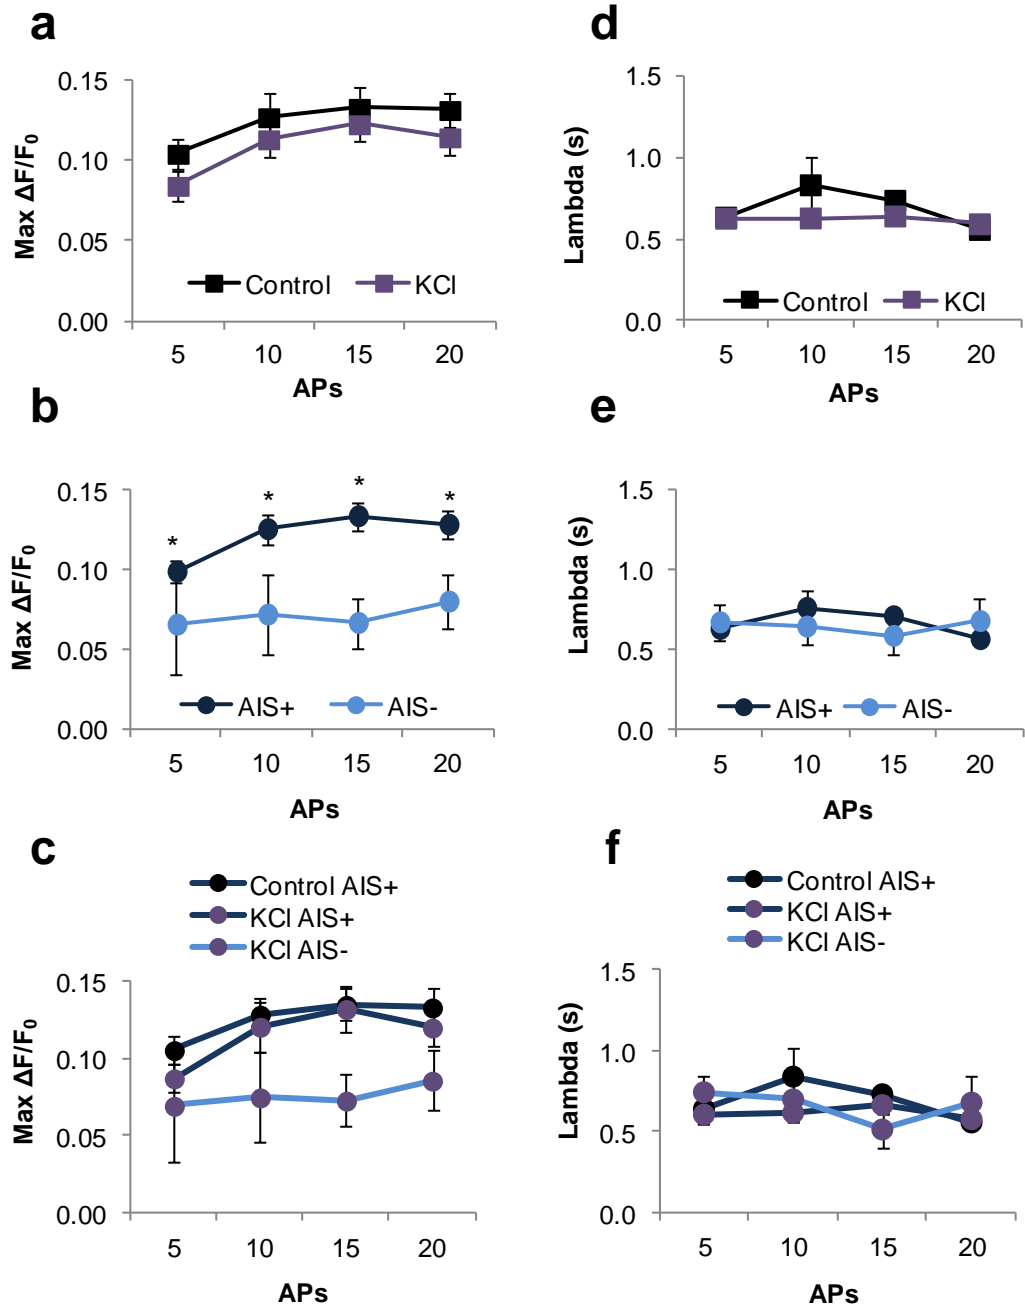 a
0.15
0.10
0.05
0.00
Max ΔF/F0
Control
KCl
5 10 15 20
APs
d
1.5
1.0
0.5
0.0
Lambda (s)
Control
KCl
5 10 15 20
APs
b
0.15
0.10
0.05
0.00
Max ΔF/F0
* * * *
AIS+
AIS-
5 10 15 20
APs
e
1.5
1.0
0.5
0.0
Lambda (s)
AIS+
AIS-
5 10 15 20
APs
c
Control AIS+
KCl AIS+
KCl AIS-
0.15
0.10
0.05
0.00
Max ΔF/F0
5 10 15 20
APs
f
Control AIS+
KCl AIS+
KCl AIS-
1.5
1.0
0.5
0.0
Lambda (s)
5 10 15 20
APs